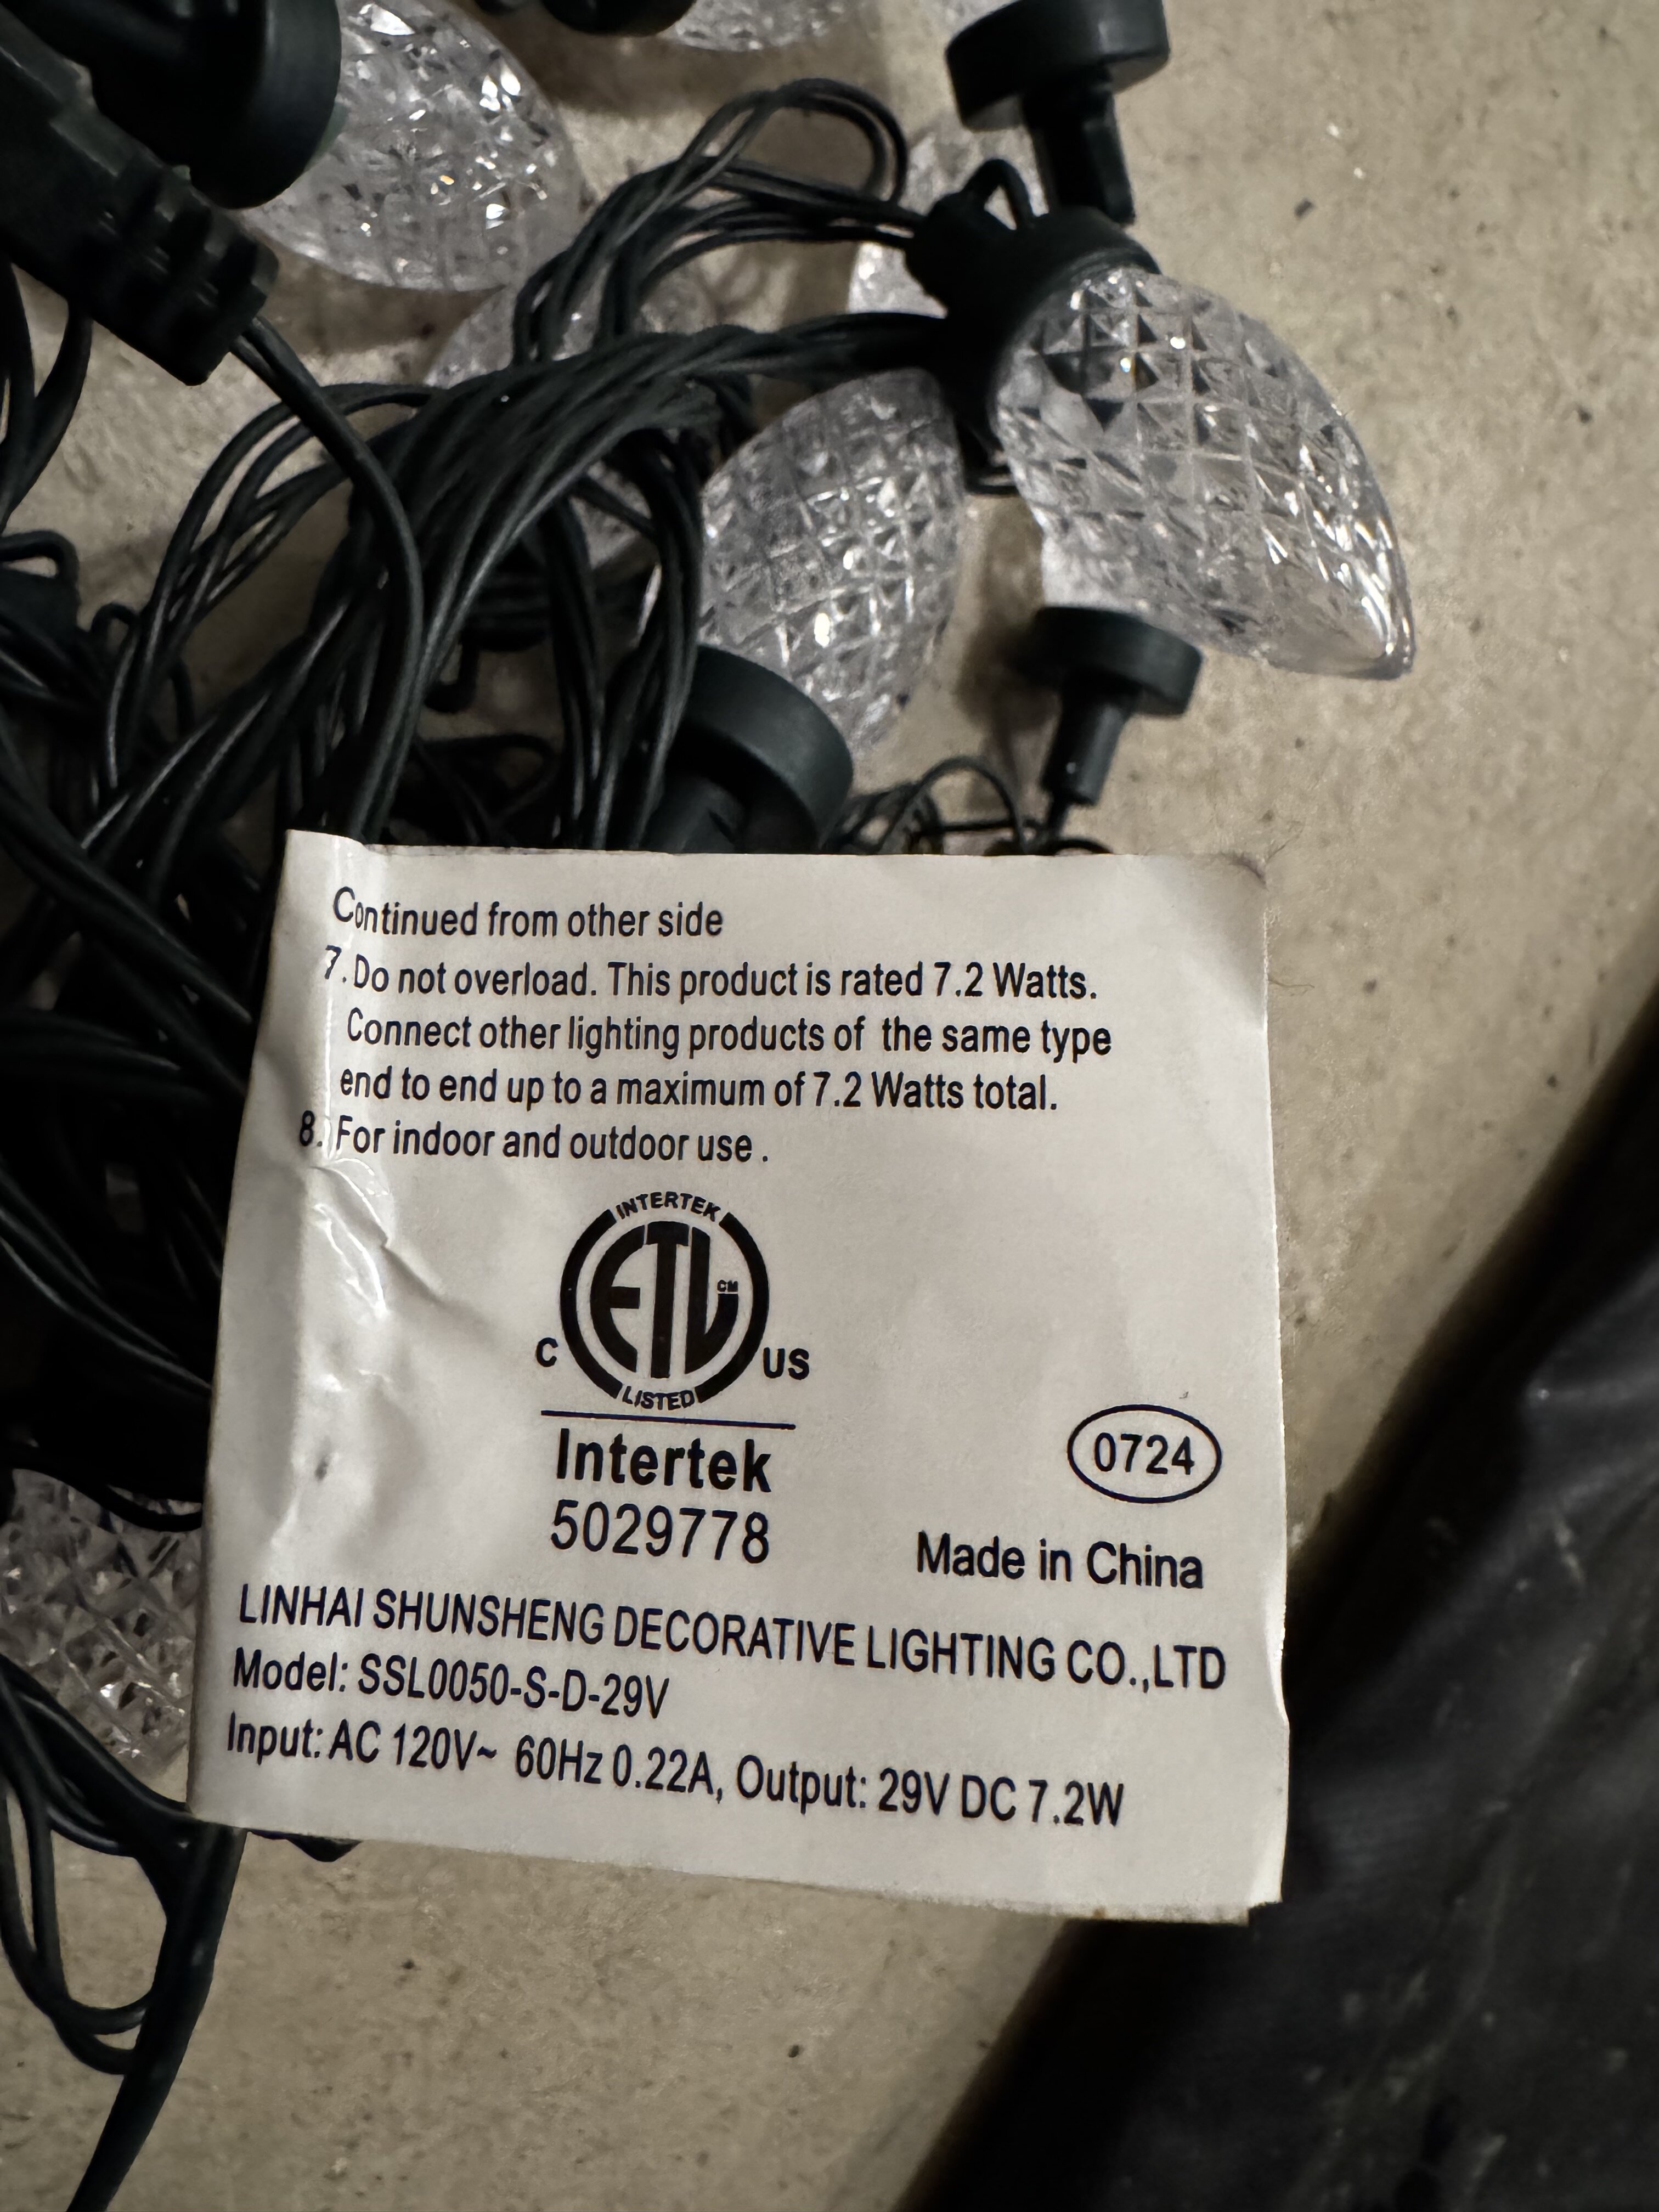 Continued from other side
7. Do not overload. This product is rated 7.2 Watts.
Connect other lighting products of the same type
end to end up to a maximum of 7.2 Watts total.
8. For indoor and outdoor use .
INTERTEK
ETL CM
C US
LISTED
Intertek
5029778
0724
Made in China
LINHAI SHUNSHENG DECORATIVE LIGHTING CO.,LTD
Model: SSL0050-S-D-29V
Input: AC 120V~ 60Hz 0.22A, Output: 29V DC 7.2W